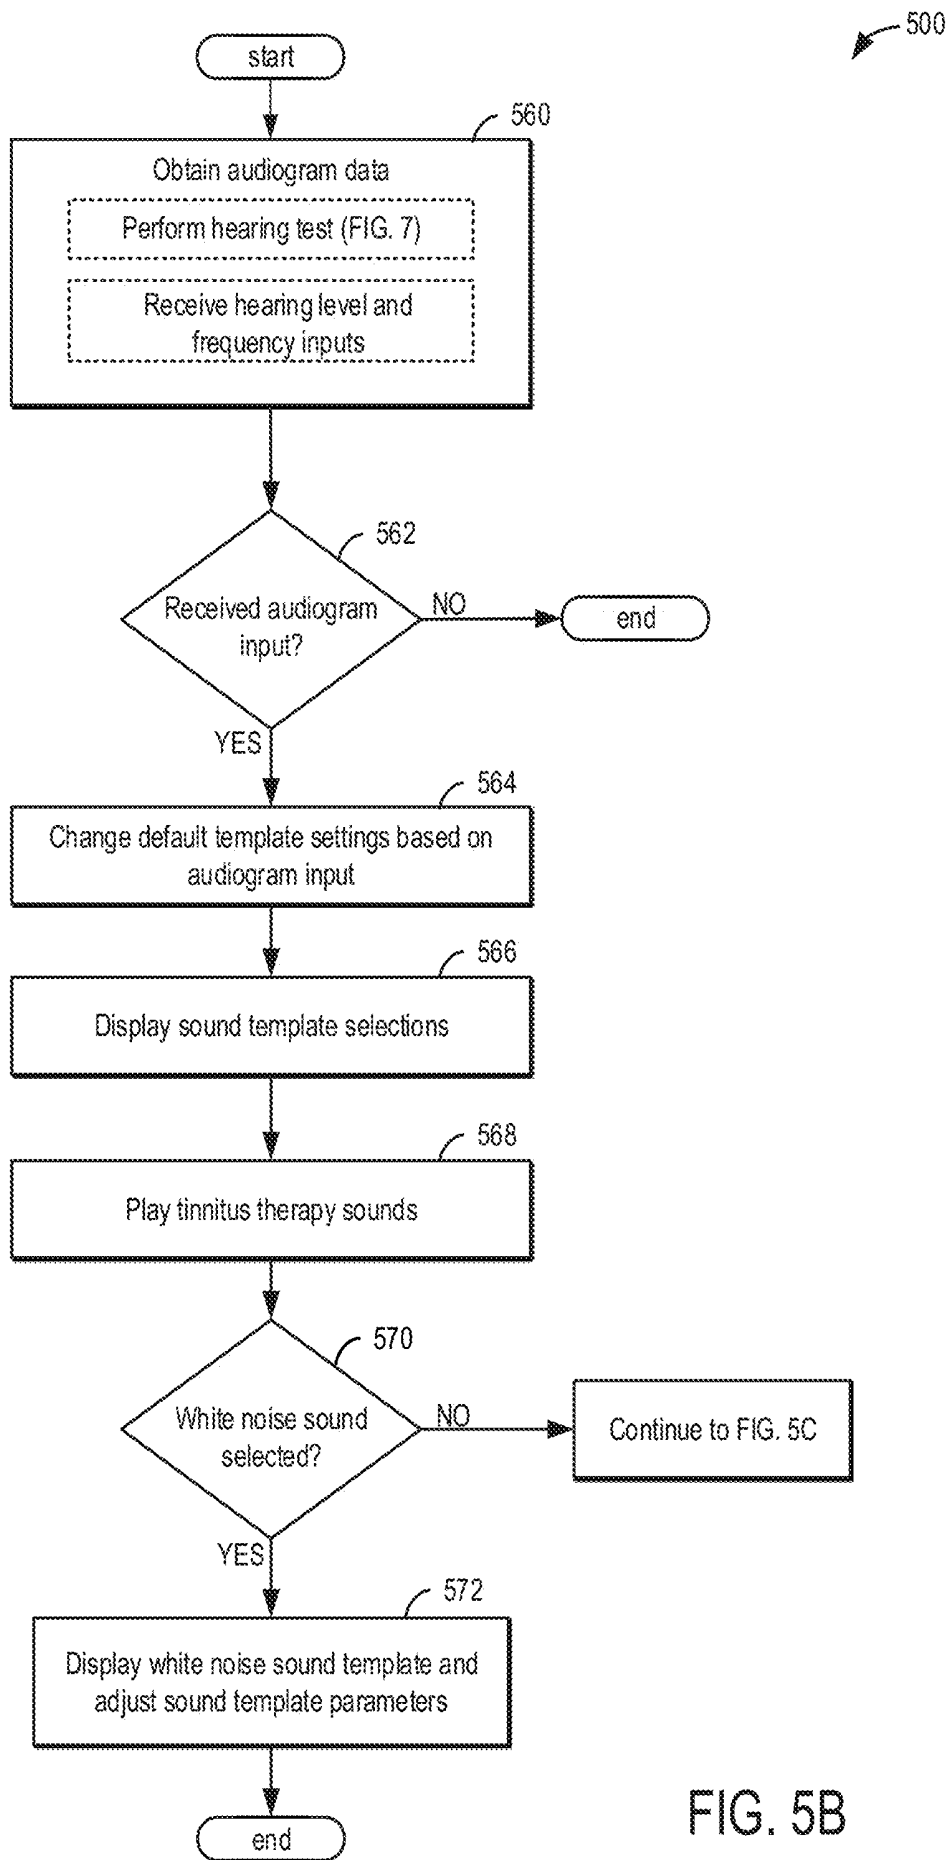 500
start
560
Obtain audiogram data
Perform hearing test (FIG. 7)
Receive hearing level and
frequency inputs
562
Received audiogram
input?
NO
end
YES
564
Change default template settings based on
audiogram input
566
Display sound template selections
568
Play tinnitus therapy sounds
570
White noise sound
selected?
NO
Continue to FIG. 5C
YES
572
Display white noise sound template and
adjust sound template parameters
end
FIG. 5B